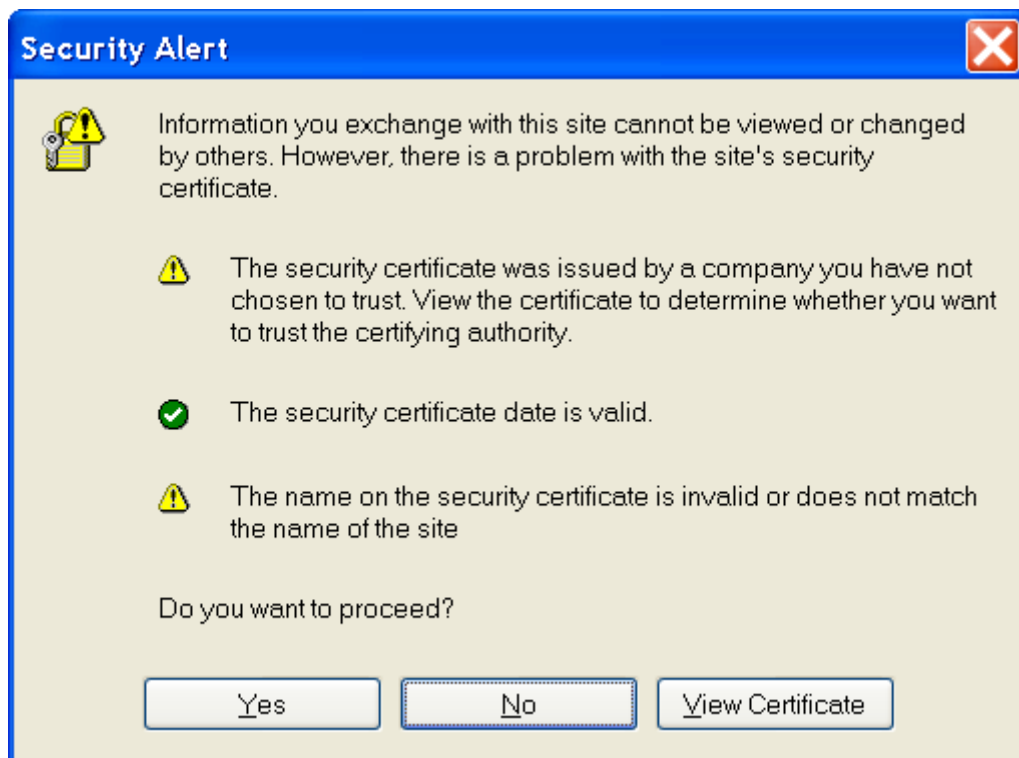 Security Alert
Information you exchange with this site cannot be viewed or changed
by others. However, there is a problem with the site's security
certificate.
The security certificate was issued by a company you have not
chosen to trust. View the certificate to determine whether you want
to trust the certifying authority.
The security certificate date is valid.
The name on the security certificate is invalid or does not match
the name of the site
Do you want to proceed?
Yes No View Certificate